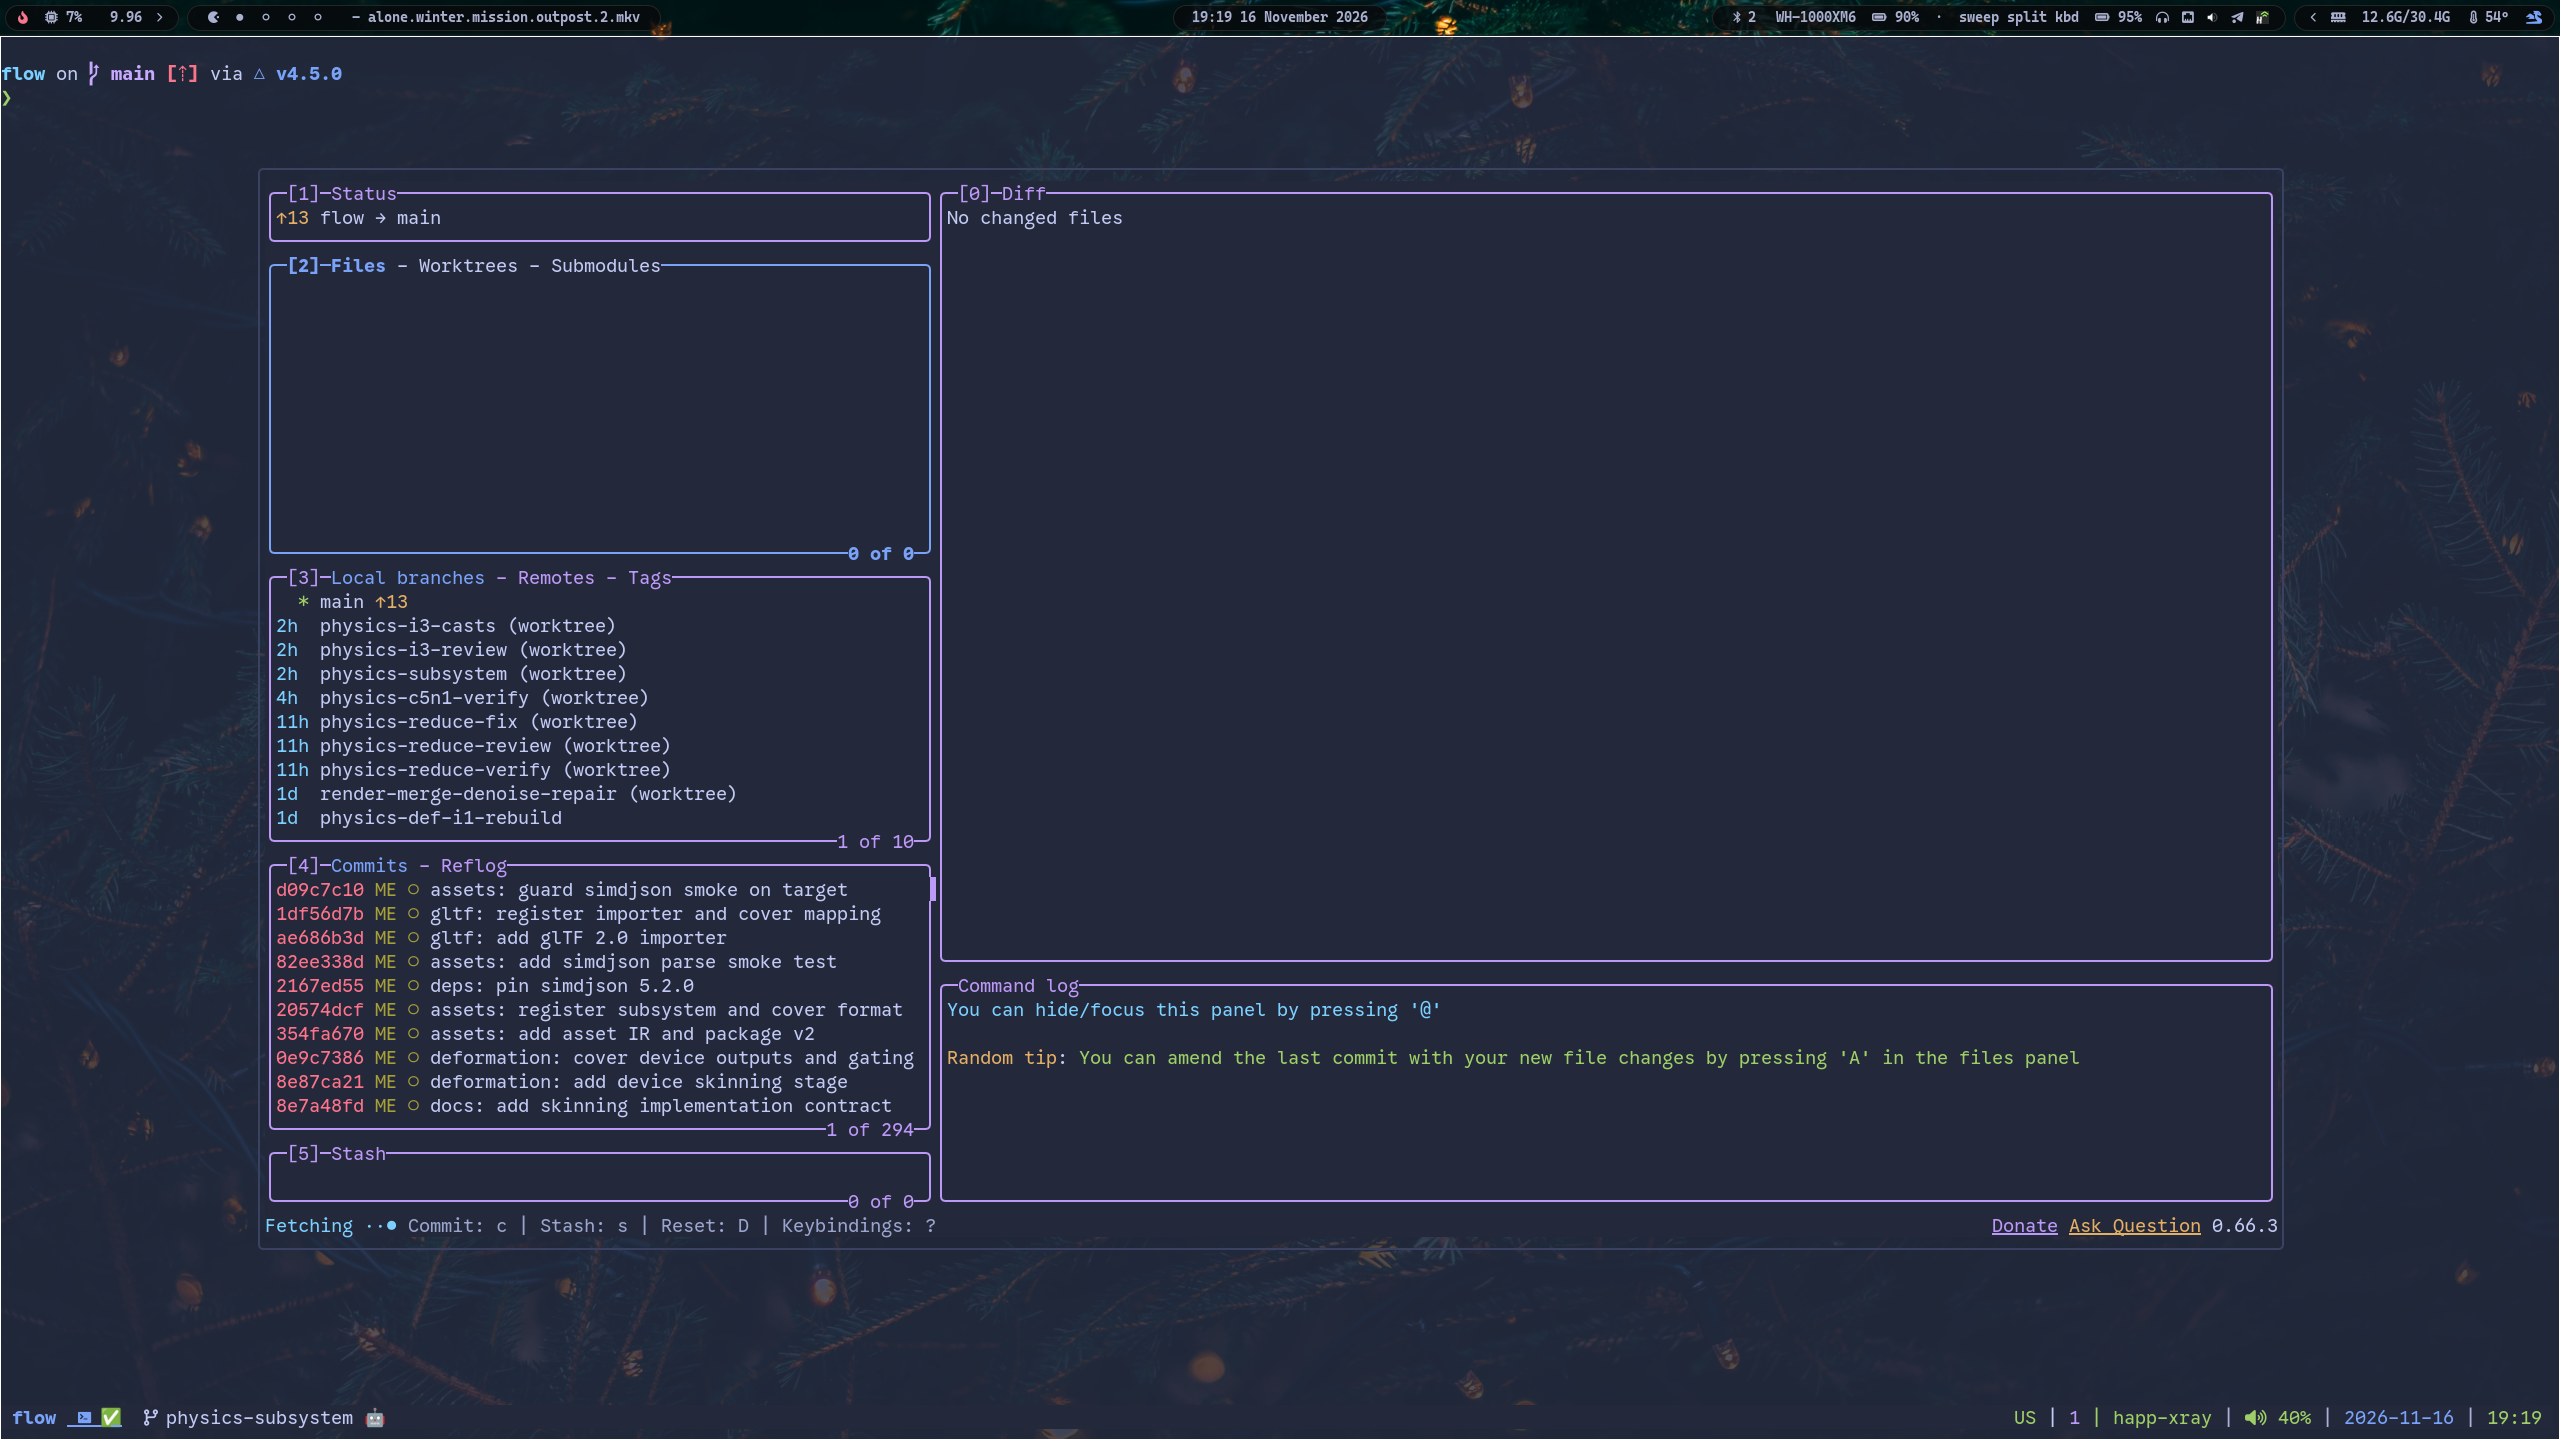 7% 9.96
– alone.winter.mission.outpost.2.mkv
19:19 16 November 2026
2 WH-1000XM6 90% · sweep split kbd 95%
12.6G/30.4G 54°
flow on main [⇡] via △ v4.5.0
❯
[1]─Status
↑13 flow → main
[2]─Files – Worktrees – Submodules
0 of 0
[3]─Local branches – Remotes – Tags
* main ↑13
2h physics-i3-casts (worktree)
2h physics-i3-review (worktree)
2h physics-subsystem (worktree)
4h physics-c5n1-verify (worktree)
11h physics-reduce-fix (worktree)
11h physics-reduce-review (worktree)
11h physics-reduce-verify (worktree)
1d render-merge-denoise-repair (worktree)
1d physics-def-i1-rebuild
1 of 10
[4]─Commits – Reflog
d09c7c10 ME ○ assets: guard simdjson smoke on target
1df56d7b ME ○ gltf: register importer and cover mapping
ae686b3d ME ○ gltf: add glTF 2.0 importer
82ee338d ME ○ assets: add simdjson parse smoke test
2167ed55 ME ○ deps: pin simdjson 5.2.0
20574dcf ME ○ assets: register subsystem and cover format
354fa670 ME ○ assets: add asset IR and package v2
0e9c7386 ME ○ deformation: cover device outputs and gating
8e87ca21 ME ○ deformation: add device skinning stage
8e7a48fd ME ○ docs: add skinning implementation contract
1 of 294
[5]─Stash
0 of 0
[0]─Diff
No changed files
Command log
You can hide/focus this panel by pressing '@'
Random tip: You can amend the last commit with your new file changes by pressing 'A' in the files panel
Fetching ··● Commit: c | Stash: s | Reset: D | Keybindings: ?
Donate Ask Question 0.66.3
flow ✅ physics-subsystem 🤖
US | 1 | happ-xray | 40% | 2026-11-16 | 19:19